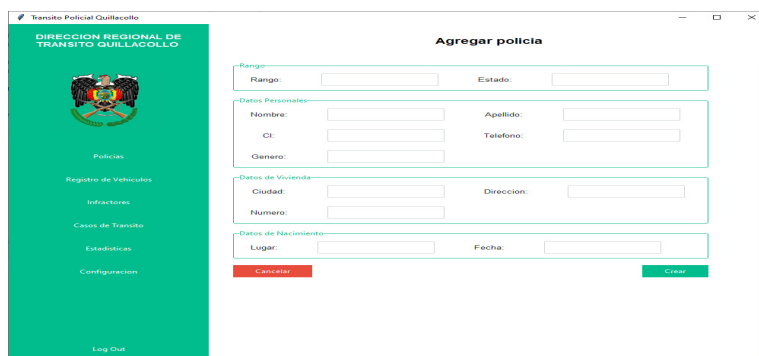 Transito Policial Quillacollo
DIRECCION REGIONAL DE
TRANSITO QUILLACOLLO
Policias
Registro de Vehiculos
Infractores
Casos de Transito
Estadisticas
Configuracion
Log Out
Agregar policia
Rango
Rango: Estado:
Datos Personales
Nombre: Apellido:
CI: Telefono:
Genero:
Datos de Vivienda
Ciudad: Direccion:
Numero:
Datos de Nacimiento
Lugar: Fecha:
Cancelar Crear